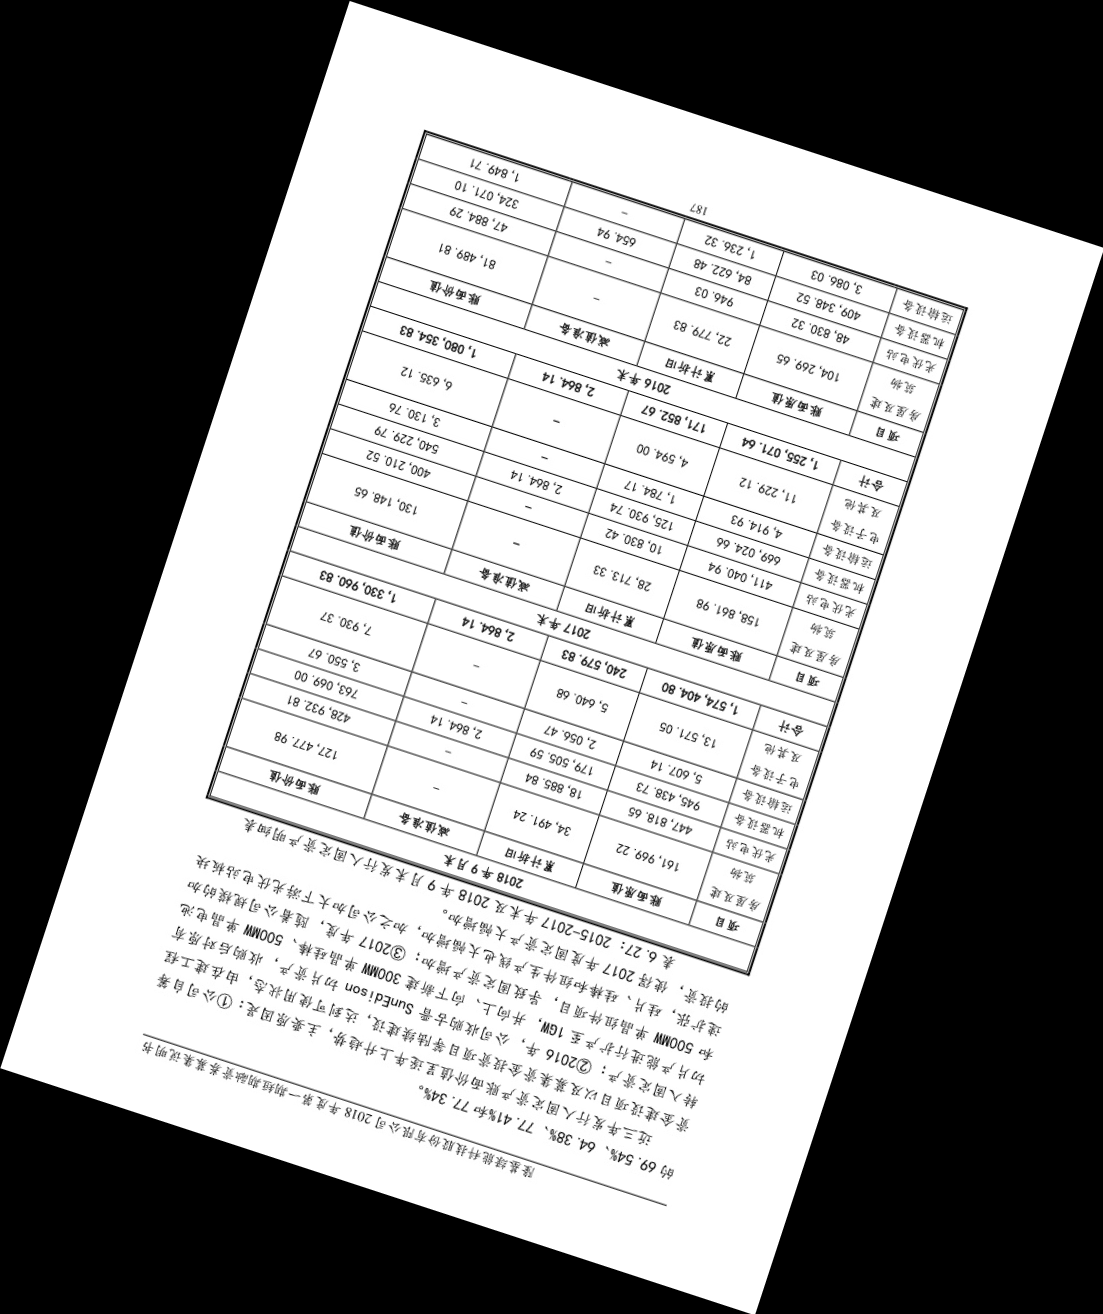 隆基绿能科技股份有限公司 2018 年度第一期短期融资券募集说明书
的 69.54%、64.38%、77.41%和 77.34%。
近三年发行人固定资产账面价值呈逐年上升趋势，主要原因是：①公司自筹
资金建设项目以及募集资金投资项目等陆续建设，达到可使用状态，由在建工程
转入固定资产；②2016 年，公司收购古晋 SunEdison 切片资产，收购后对原有
切片产能进行扩产至 1GW，并向上、向下新建 300MW 单晶硅棒、500MW 单晶电池
和 500MW 单晶组件项目，导致固定资产增加；③2017 年度，随着公司规模的加
速扩张，硅片、硅棒和组件生产线也大幅增加，加之公司加大下游光伏电站板块
的投资，使得 2017 年度固定资产大幅增加。
表 6.27：2015-2017 年末及 2018 年 9 月末发行人固定资产明细表
2018 年 9 月末
项目 账面原值 累计折旧 减值准备 账面价值
房屋及建
筑物 161,969.22 34,491.24 － 127,477.98
光伏电站 447,818.65 18,885.84 － 428,932.81
机器设备 945,438.73 179,505.59 2,864.14 763,069.00
运输设备 5,607.14 2,056.47 － 3,550.67
电子设备
及其他 13,571.05 5,640.68 － 7,930.37
合计 1,574,404.80 240,579.83 2,864.14 1,330,960.83
2017 年末
项目 账面原值 累计折旧 减值准备 账面价值
房屋及建
筑物 158,861.98 28,713.33 － 130,148.65
光伏电站 411,040.94 10,830.42 － 400,210.52
机器设备 669,024.66 125,930.74 2,864.14 540,229.79
运输设备 4,914.93 1,784.17 － 3,130.76
电子设备
及其他 11,229.12 4,594.00 － 6,635.12
合计 1,255,071.64 171,852.67 2,864.14 1,080,354.83
2016 年末
项目 账面原值 累计折旧 减值准备 账面价值
房屋及建
筑物 104,269.65 22,779.83 － 81,489.81
光伏电站 48,830.32 946.03 － 47,884.29
机器设备 409,348.52 84,622.48 654.94 324,071.10
运输设备 3,086.03 1,236.32 － 1,849.71
187